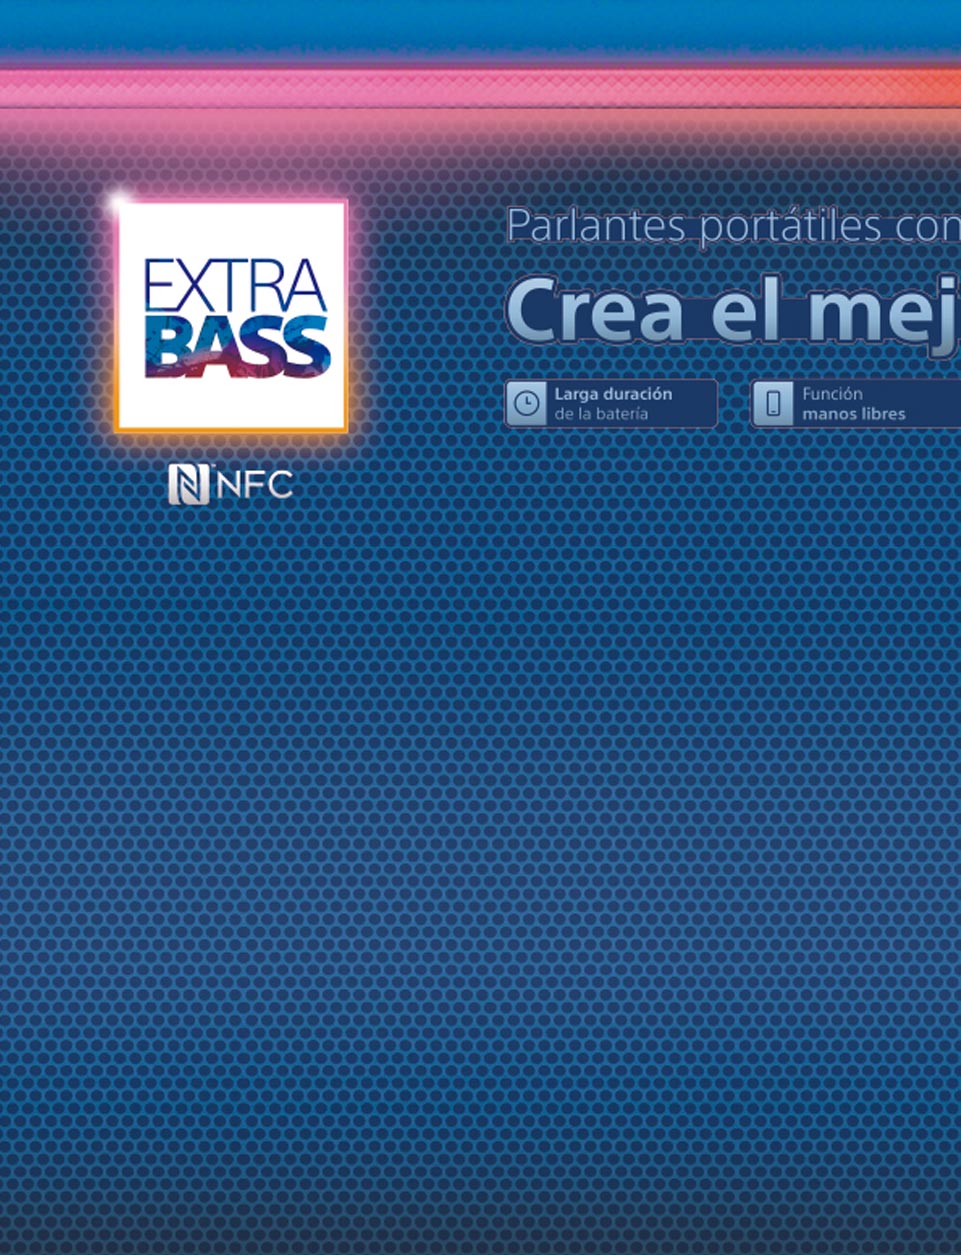 EXTRA
BASS
NFC
Parlantes portátiles con
Crea el mej
Larga duración
de la batería
Función
manos libres